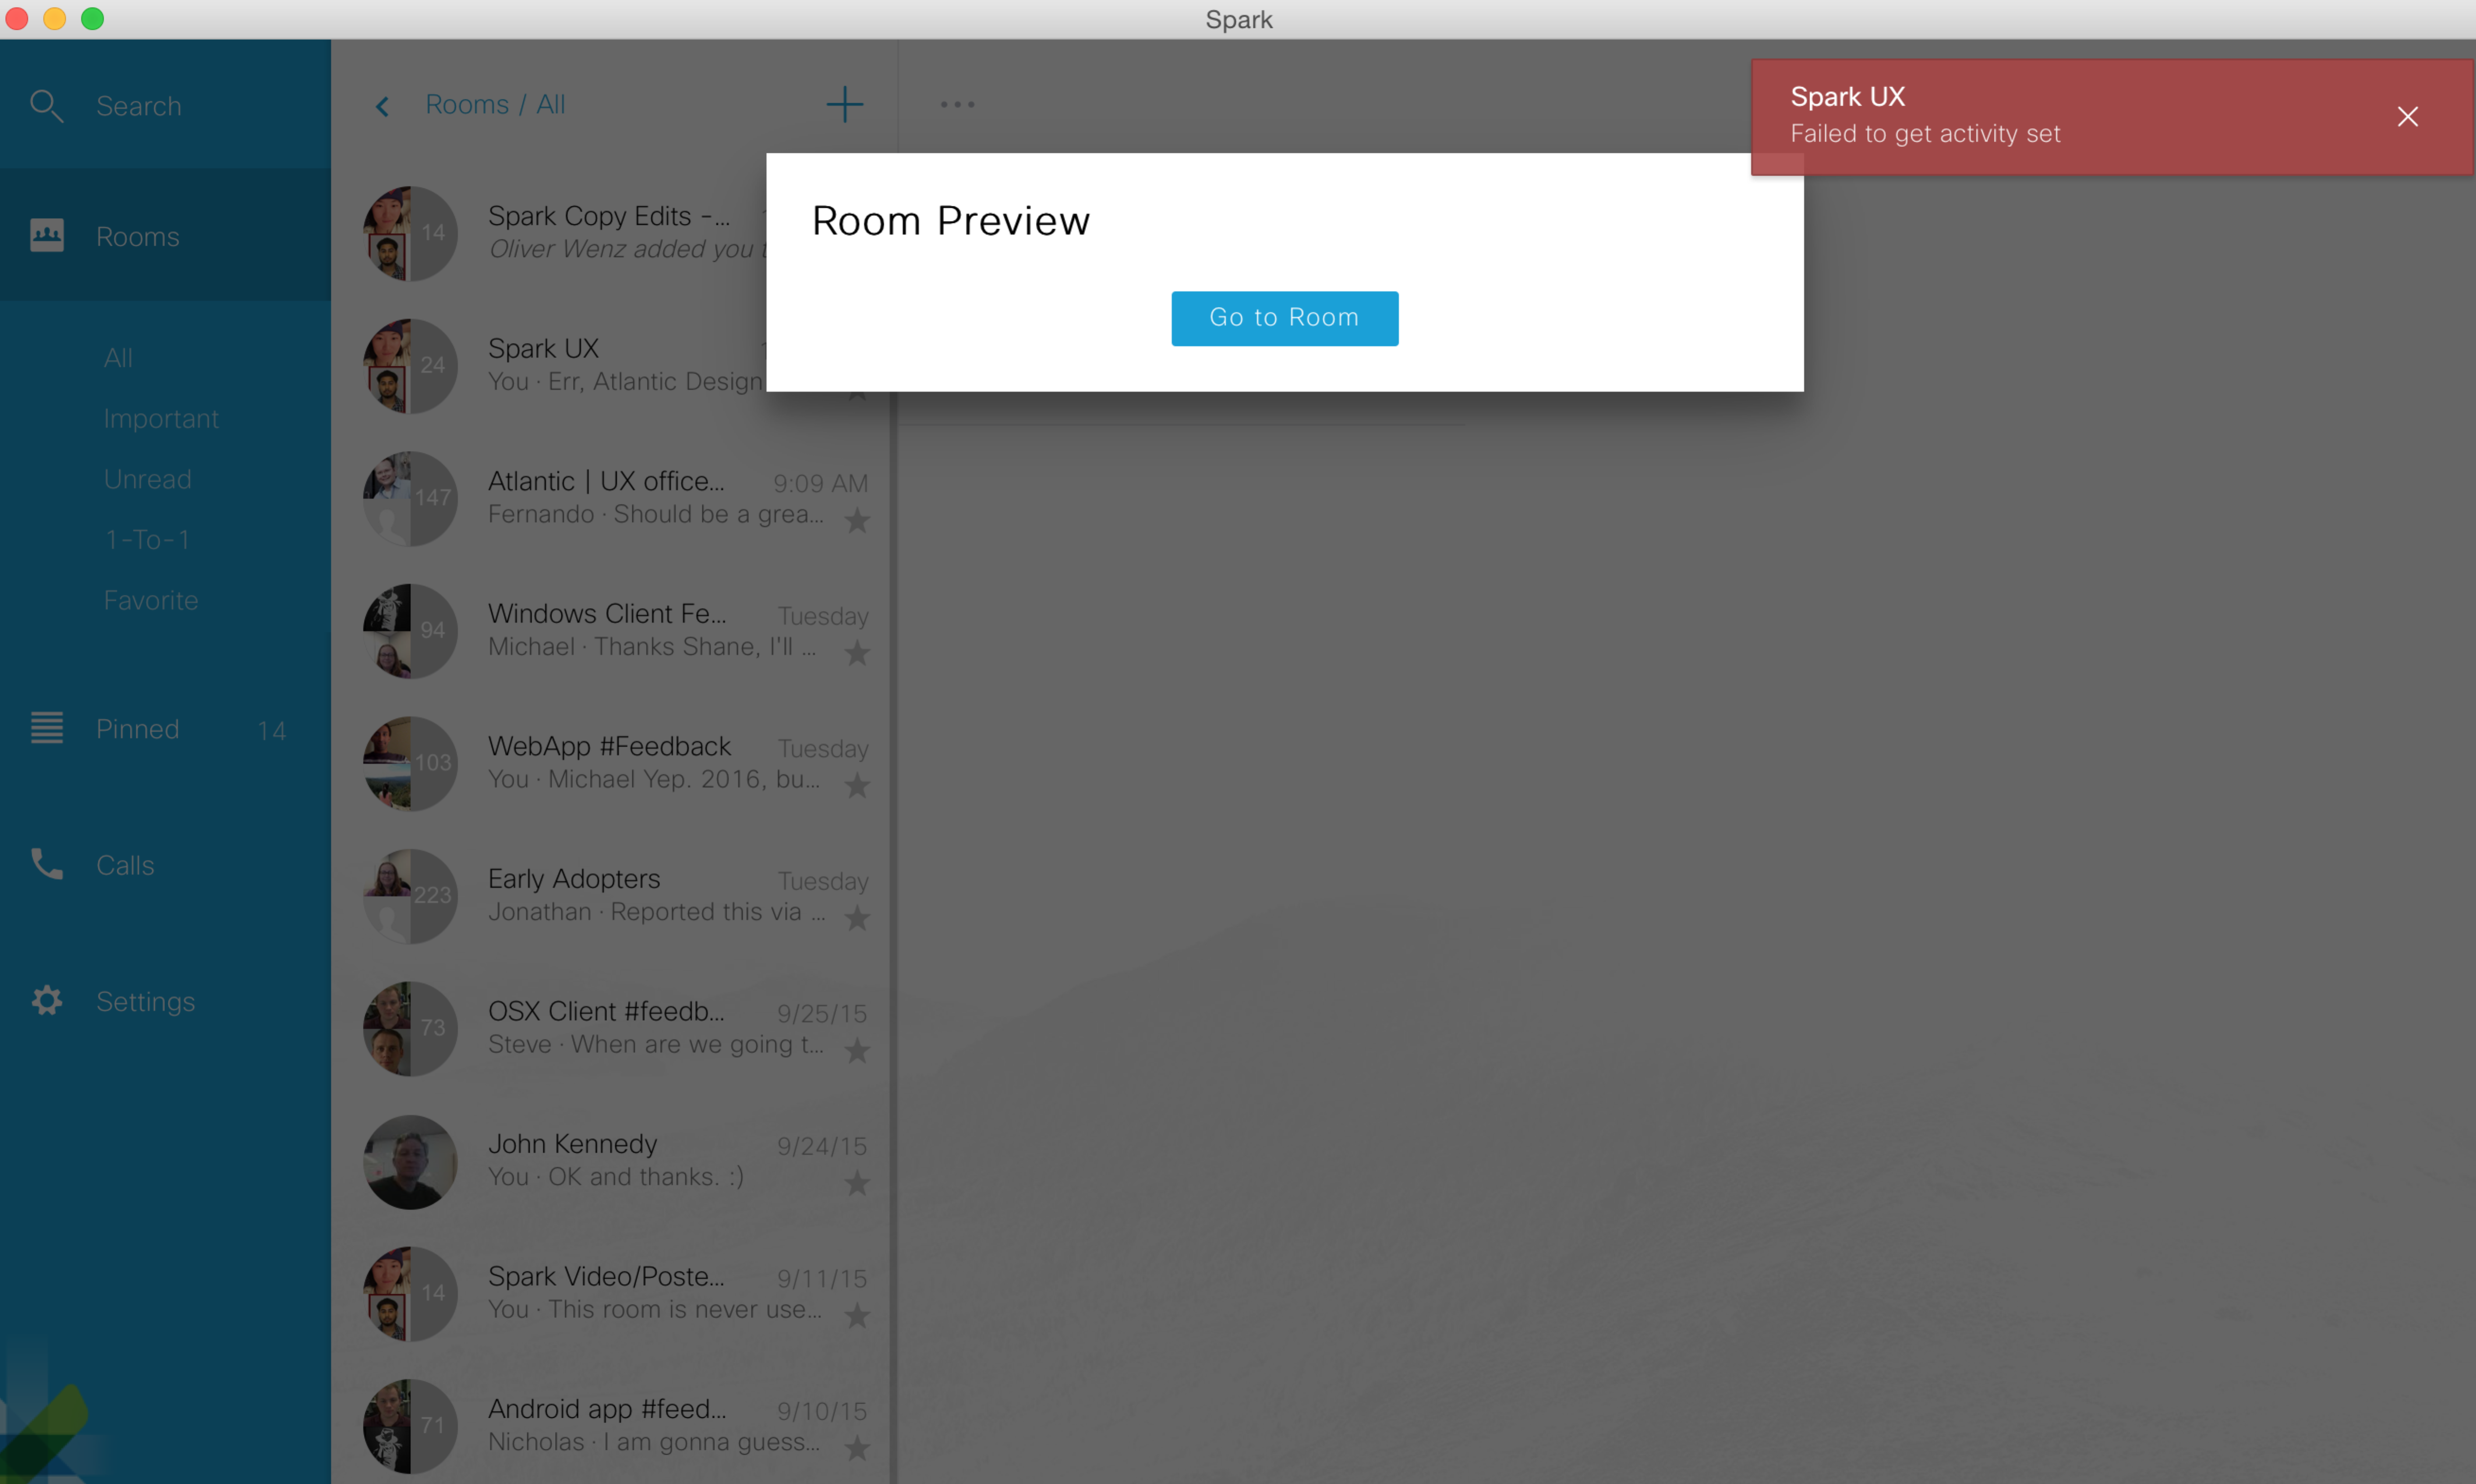 Spark
Search
Rooms
All
Important
Unread
1-To-1
Favorite
Pinned 14
Calls
Settings
Rooms / All
14
Spark Copy Edits -...
Oliver Wenz added you
24
Spark UX
You · Err, Atlantic Design
147
Atlantic | UX office... 9:09 AM
Fernando · Should be a grea...
94
Windows Client Fe... Tuesday
Michael · Thanks Shane, I'll ...
103
WebApp #Feedback Tuesday
You · Michael Yep. 2016, bu...
223
Early Adopters Tuesday
Jonathan · Reported this via ...
73
OSX Client #feedb... 9/25/15
Steve · When are we going t...
John Kennedy 9/24/15
You · OK and thanks. :)
14
Spark Video/Poste... 9/11/15
You · This room is never use...
71
Android app #feed... 9/10/15
Nicholas · I am gonna guess...
Room Preview
Go to Room
Spark UX
Failed to get activity set